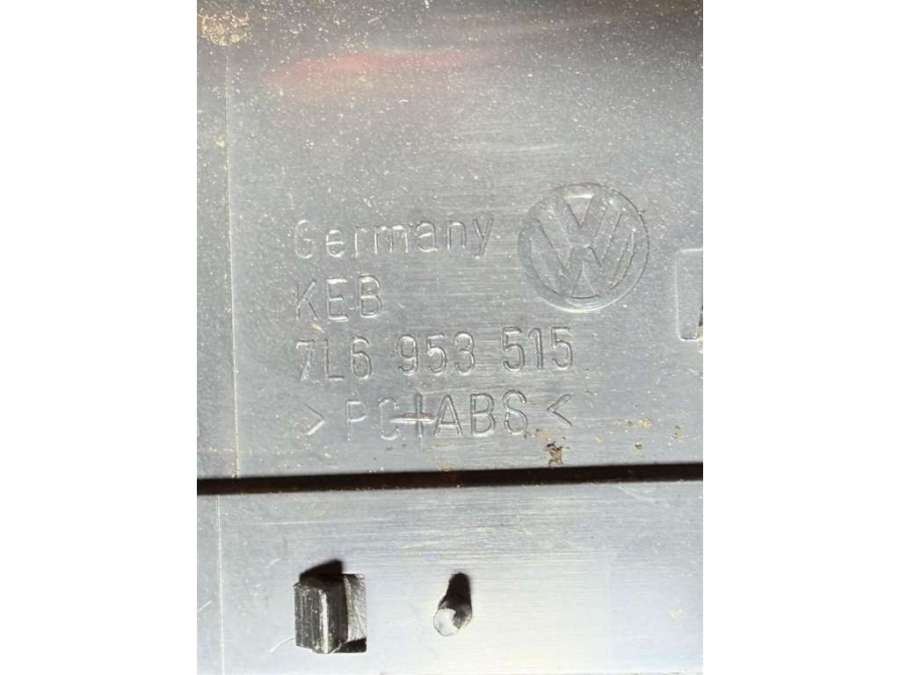 Germany
KEB
7L6 953 515
>PC+ABS<